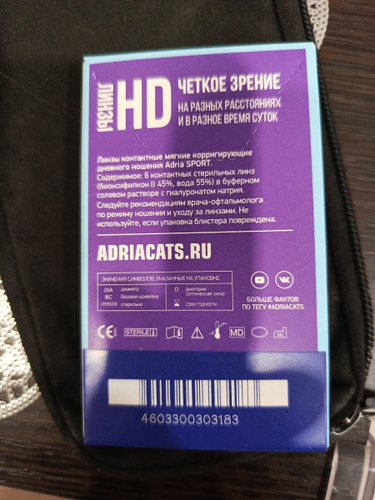 ЛИНЗЫ HD
ЧЕТКОЕ ЗРЕНИЕ
НА РАЗНЫХ РАССТОЯНИЯХ
И В РАЗНОЕ ВРЕМЯ СУТОК
Линзы контактные мягкие корригирующие
дневного ношения Adria SPORT.
Содержимое: 6 контактных стерильных линз
(биоксифилкон В 45%, вода 55%) в буферном
солевом растворе с гиалуронатом натрия.
Следуйте рекомендациям врача-офтальмолога
по режиму ношения и уходу за линзами. Не
используйте, если упаковка блистера повреждена.
ADRIACATS.RU
ЗНАЧЕНИЯ СИМВОЛОВ, УКАЗАННЫХ НА УПАКОВКЕ:
DIA диаметр
BC базовая кривизна
стерильно
D диоптрия
(оптическая сила)
срок годности
БОЛЬШЕ ФАКТОВ
ПО ТЕГУ #ADRIACATS.
CE STERILE MD
4603300303183